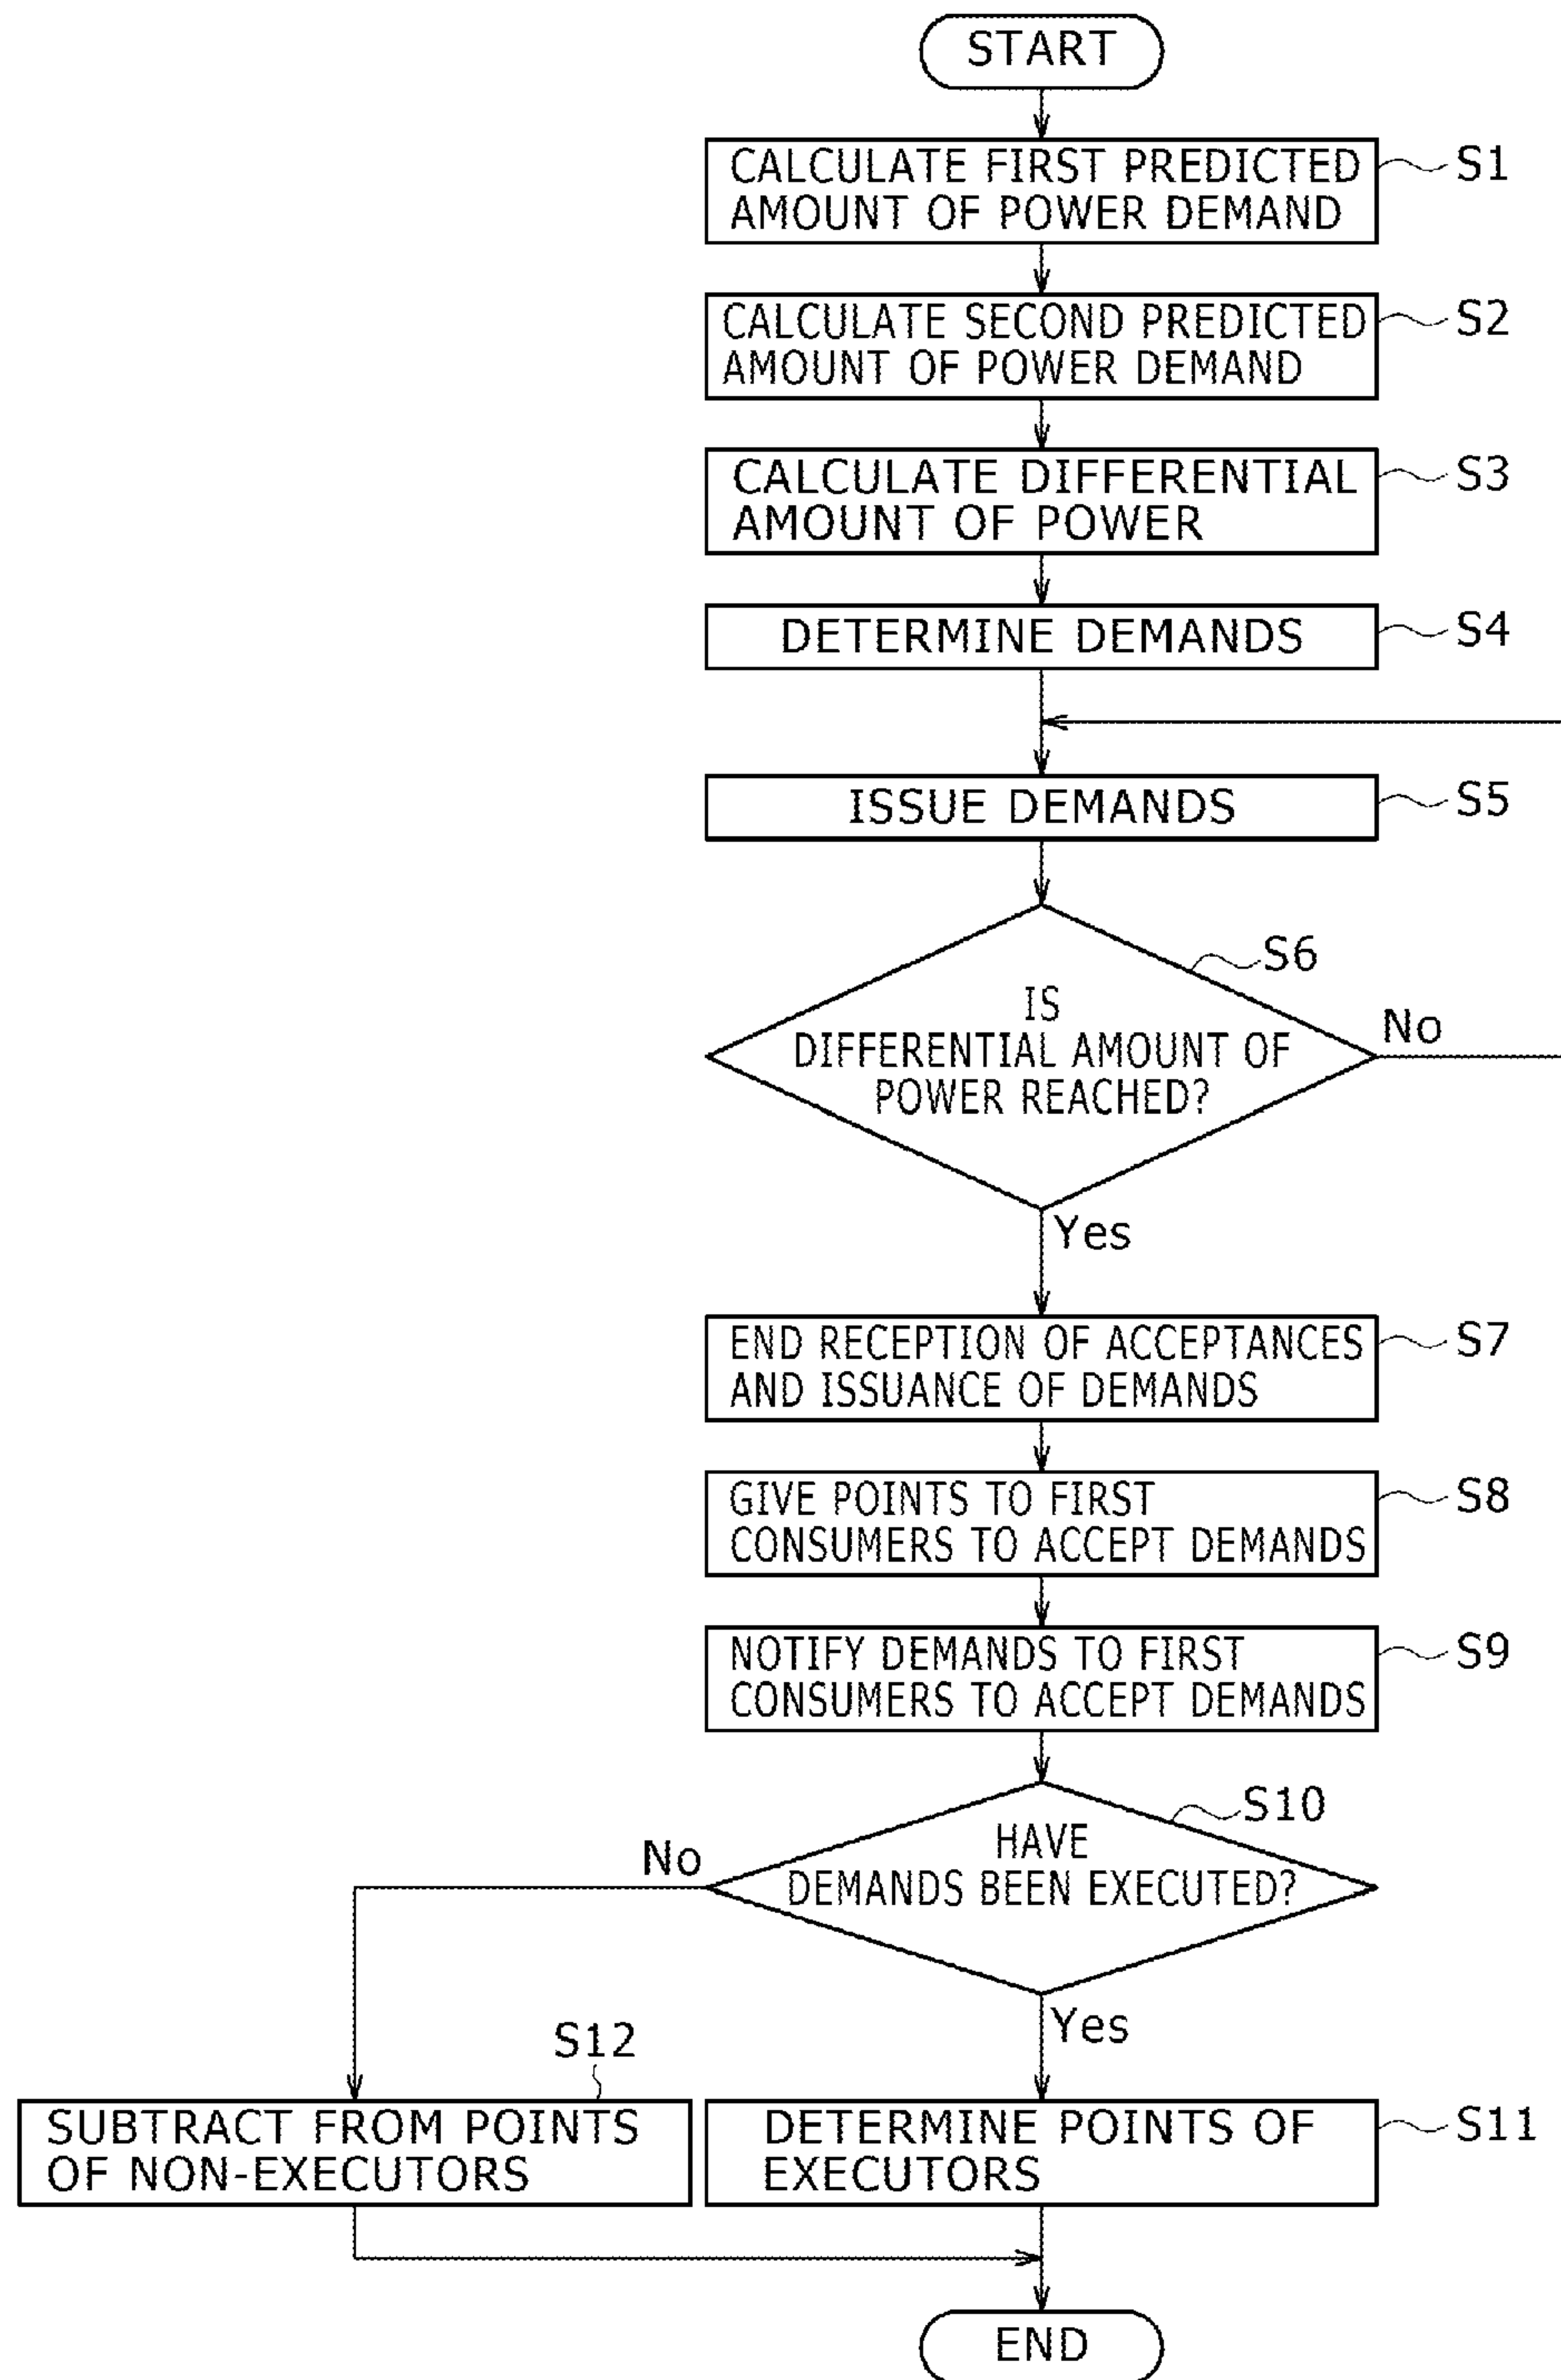 START
CALCULATE FIRST PREDICTED
AMOUNT OF POWER DEMAND
S1
CALCULATE SECOND PREDICTED
AMOUNT OF POWER DEMAND
S2
CALCULATE DIFFERENTIAL
AMOUNT OF POWER
S3
DETERMINE DEMANDS
S4
ISSUE DEMANDS
S5
S6
IS
DIFFERENTIAL AMOUNT OF
POWER REACHED?
No
Yes
END RECEPTION OF ACCEPTANCES
AND ISSUANCE OF DEMANDS
S7
GIVE POINTS TO FIRST
CONSUMERS TO ACCEPT DEMANDS
S8
NOTIFY DEMANDS TO FIRST
CONSUMERS TO ACCEPT DEMANDS
S9
S10
HAVE
DEMANDS BEEN EXECUTED?
No
Yes
S12
SUBTRACT FROM POINTS
OF NON-EXECUTORS
DETERMINE POINTS OF
EXECUTORS
S11
END